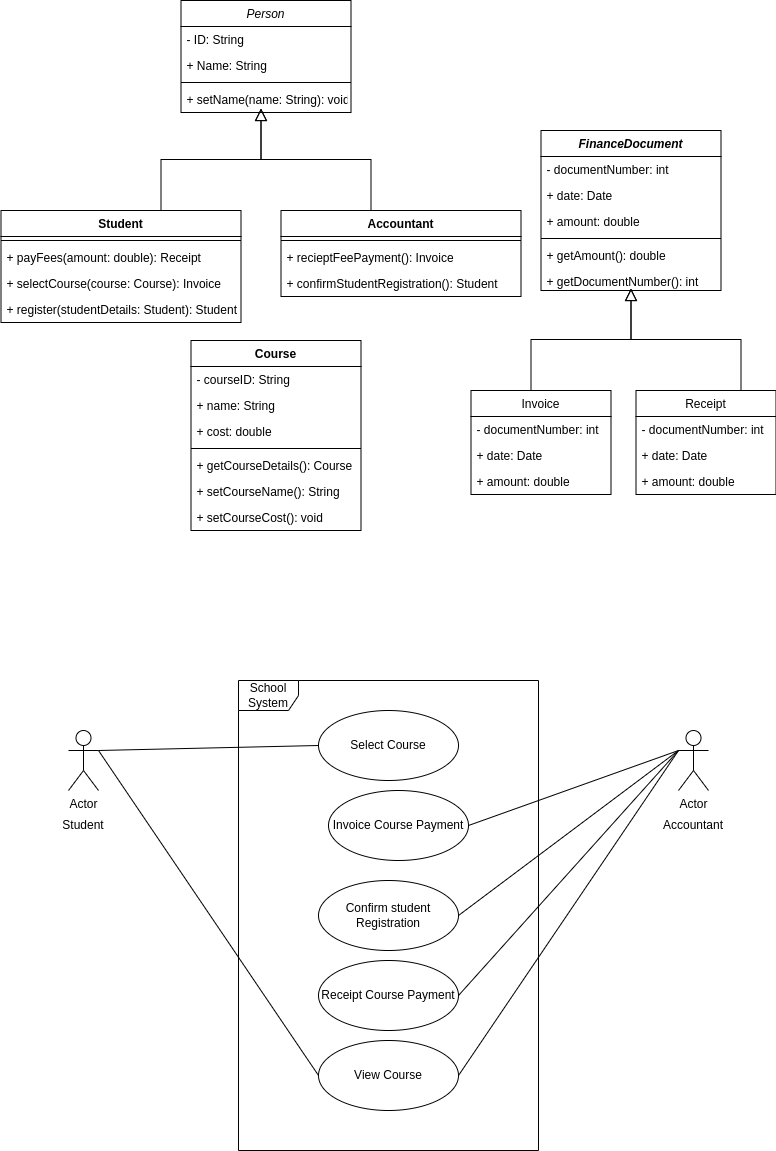 Person
- ID: String
+ Name: String
+ setName(name: String): void
FinanceDocument
- documentNumber: int
+ date: Date
+ amount: double
+ getAmount(): double
+ getDocumentNumber(): int
Student
+ payFees(amount: double): Receipt
+ selectCourse(course: Course): Invoice
+ register(studentDetails: Student): Student
Accountant
+ recieptFeePayment(): Invoice
+ confirmStudentRegistration(): Student
Course
- courseID: String
+ name: String
+ cost: double
+ getCourseDetails(): Course
+ setCourseName(): String
+ setCourseCost(): void
Invoice
- documentNumber: int
+ date: Date
+ amount: double
Receipt
- documentNumber: int
+ date: Date
+ amount: double
School
System
Select Course
Actor
Student
Actor
Accountant
Invoice Course Payment
Confirm student
Registration
Receipt Course Payment
View Course